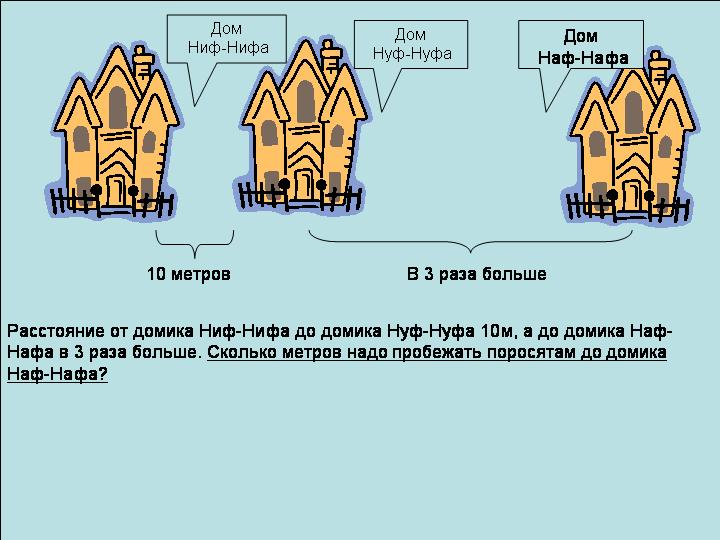 Дом
Ниф-Нифа
Дом
Нуф-Нуфа
Дом
Наф-Нафа
10 метров
В 3 раза больше
Расстояние от домика Ниф-Нифа до домика Нуф-Нуфа 10м, а до домика Наф-
Нафа в 3 раза больше. Сколько метров надо пробежать поросятам до домика
Наф-Нафа?